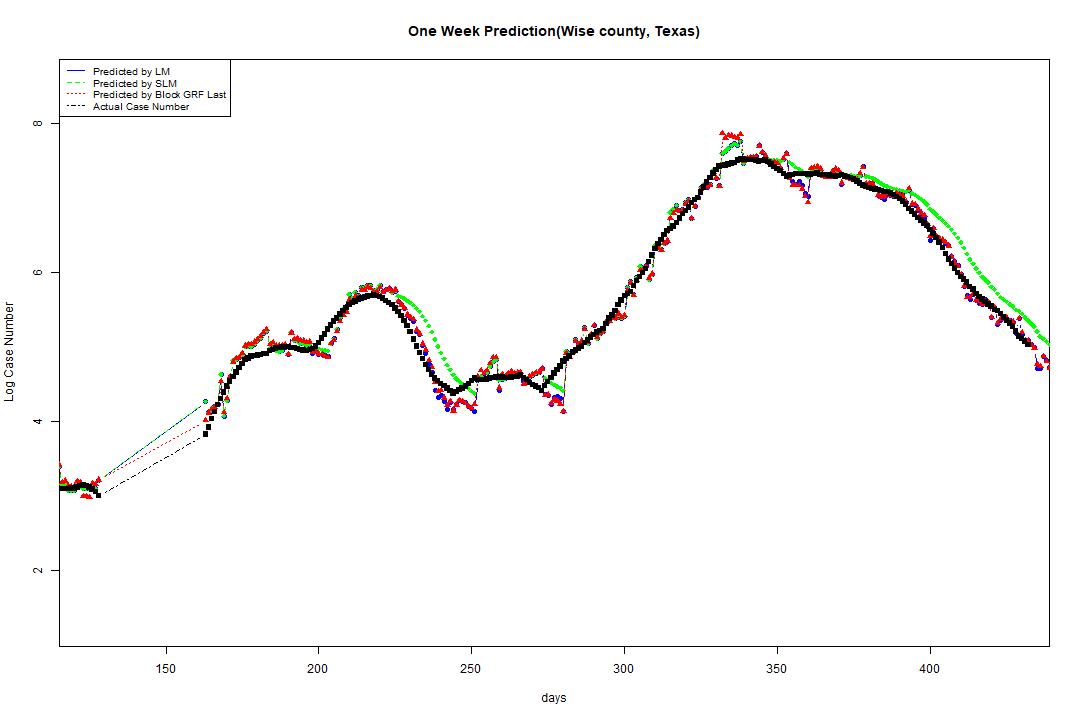 One Week Prediction(Wise county, Texas)
Predicted by LM
Predicted by SLM
Predicted by Block GRF Last
Actual Case Number
8
6
4
2
Log Case Number
150 200 250 300 350 400
days